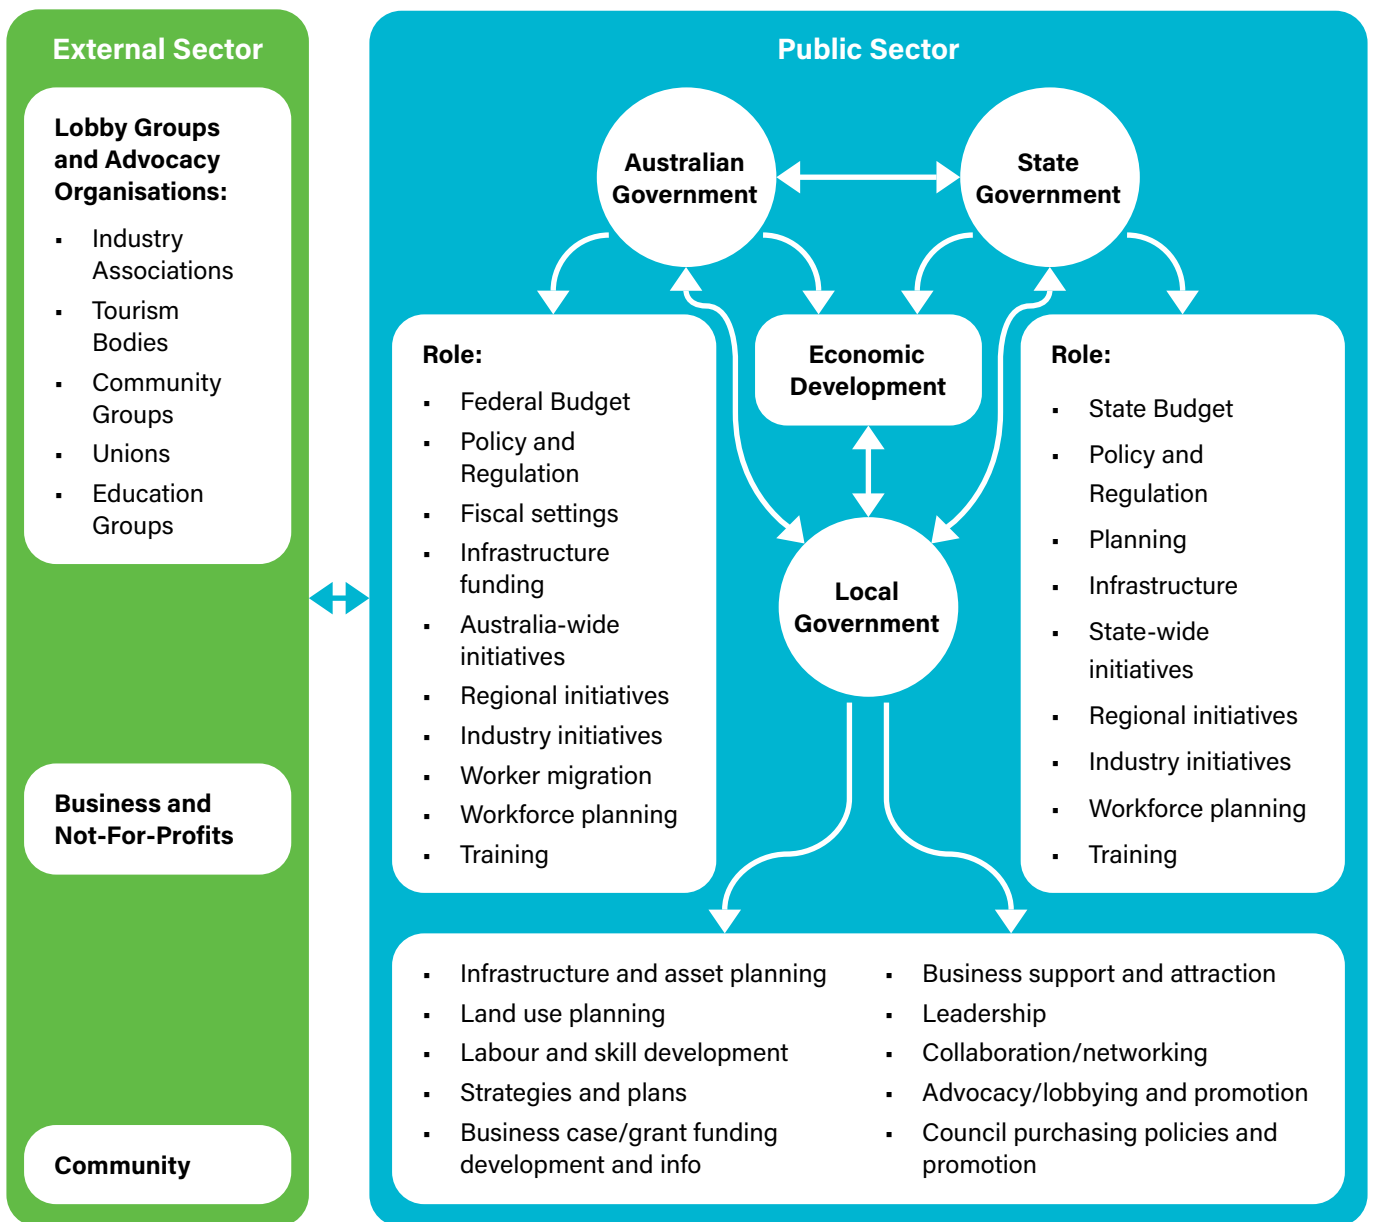 External Sector
Lobby Groups
and Advocacy
Organisations:
▪ Industry
Associations
▪ Tourism
Bodies
▪ Community
Groups
▪ Unions
▪ Education
Groups
Business and
Not-For-Profits
Community
Public Sector
Australian
Government
State
Government
Role:
▪ Federal Budget
▪ Policy and
Regulation
▪ Fiscal settings
▪ Infrastructure
funding
▪ Australia-wide
initiatives
▪ Regional initiatives
▪ Industry initiatives
▪ Worker migration
▪ Workforce planning
▪ Training
Economic
Development
Local
Government
Role:
▪ State Budget
▪ Policy and
Regulation
▪ Planning
▪ Infrastructure
▪ State-wide
initiatives
▪ Regional initiatives
▪ Industry initiatives
▪ Workforce planning
▪ Training
▪ Infrastructure and asset planning
▪ Land use planning
▪ Labour and skill development
▪ Strategies and plans
▪ Business case/grant funding
development and info
▪ Business support and attraction
▪ Leadership
▪ Collaboration/networking
▪ Advocacy/lobbying and promotion
▪ Council purchasing policies and
promotion